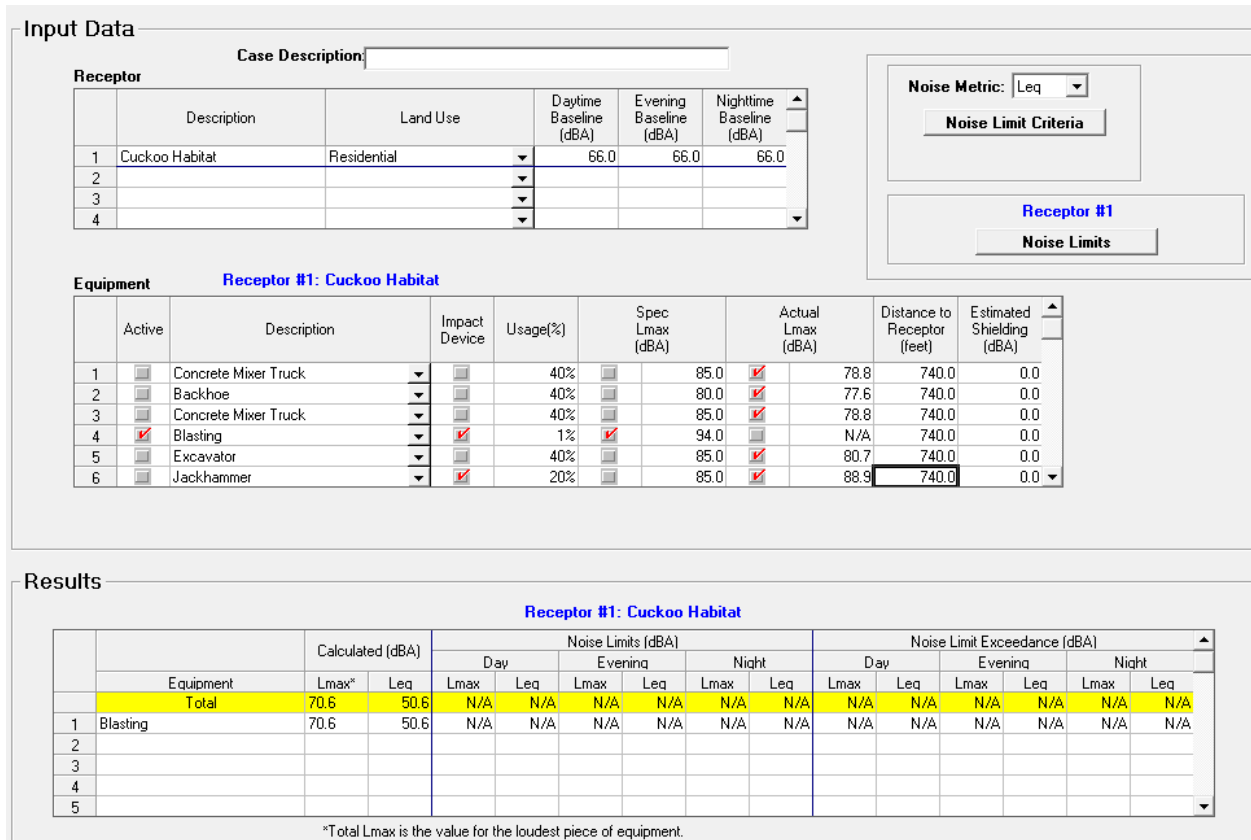 Input Data
Case Description:
Receptor
Description Land Use Daytime Baseline (dBA) Evening Baseline (dBA) Nighttime Baseline (dBA)
1 Cuckoo Habitat Residential 66.0 66.0 66.0
2
3
4
Noise Metric: Leq
Noise Limit Criteria
Receptor #1
Noise Limits
Equipment Receptor #1: Cuckoo Habitat
Active Description Impact Device Usage(%) Spec Lmax (dBA) Actual Lmax (dBA) Distance to Receptor (feet) Estimated Shielding (dBA)
1 Concrete Mixer Truck 40% 85.0 78.8 740.0 0.0
2 Backhoe 40% 80.0 77.6 740.0 0.0
3 Concrete Mixer Truck 40% 85.0 78.8 740.0 0.0
4 Blasting 1% 94.0 N/A 740.0 0.0
5 Excavator 40% 85.0 80.7 740.0 0.0
6 Jackhammer 20% 85.0 88.9 740.0 0.0
Results
Receptor #1: Cuckoo Habitat
Calculated (dBA) Noise Limits (dBA) Noise Limit Exceedance (dBA)
Day Evening Night Day Evening Night
Equipment Lmax* Leq Lmax Leq Lmax Leq Lmax Leq Lmax Leq Lmax Leq Lmax Leq
Total 70.6 50.6 N/A N/A N/A N/A N/A N/A N/A N/A N/A N/A N/A N/A
1 Blasting 70.6 50.6 N/A N/A N/A N/A N/A N/A N/A N/A N/A N/A N/A N/A
2
3
4
5
*Total Lmax is the value for the loudest piece of equipment.